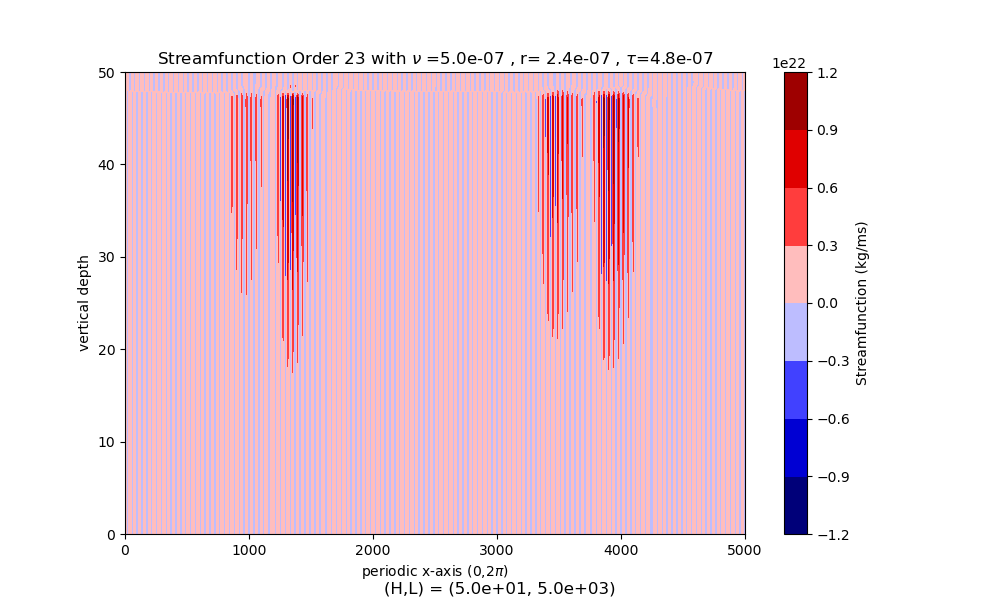 Streamfunction Order 23 with ν =5.0e-07 , r= 2.4e-07 , τ=4.8e-07
1e22
50
40
30
20
10
0
vertical depth
0 1000 2000 3000 4000 5000
periodic x-axis (0,2π)
(H,L) = (5.0e+01, 5.0e+03)
1.2
0.9
0.6
0.3
0.0
−0.3
−0.6
−0.9
−1.2
Streamfunction (kg/ms)